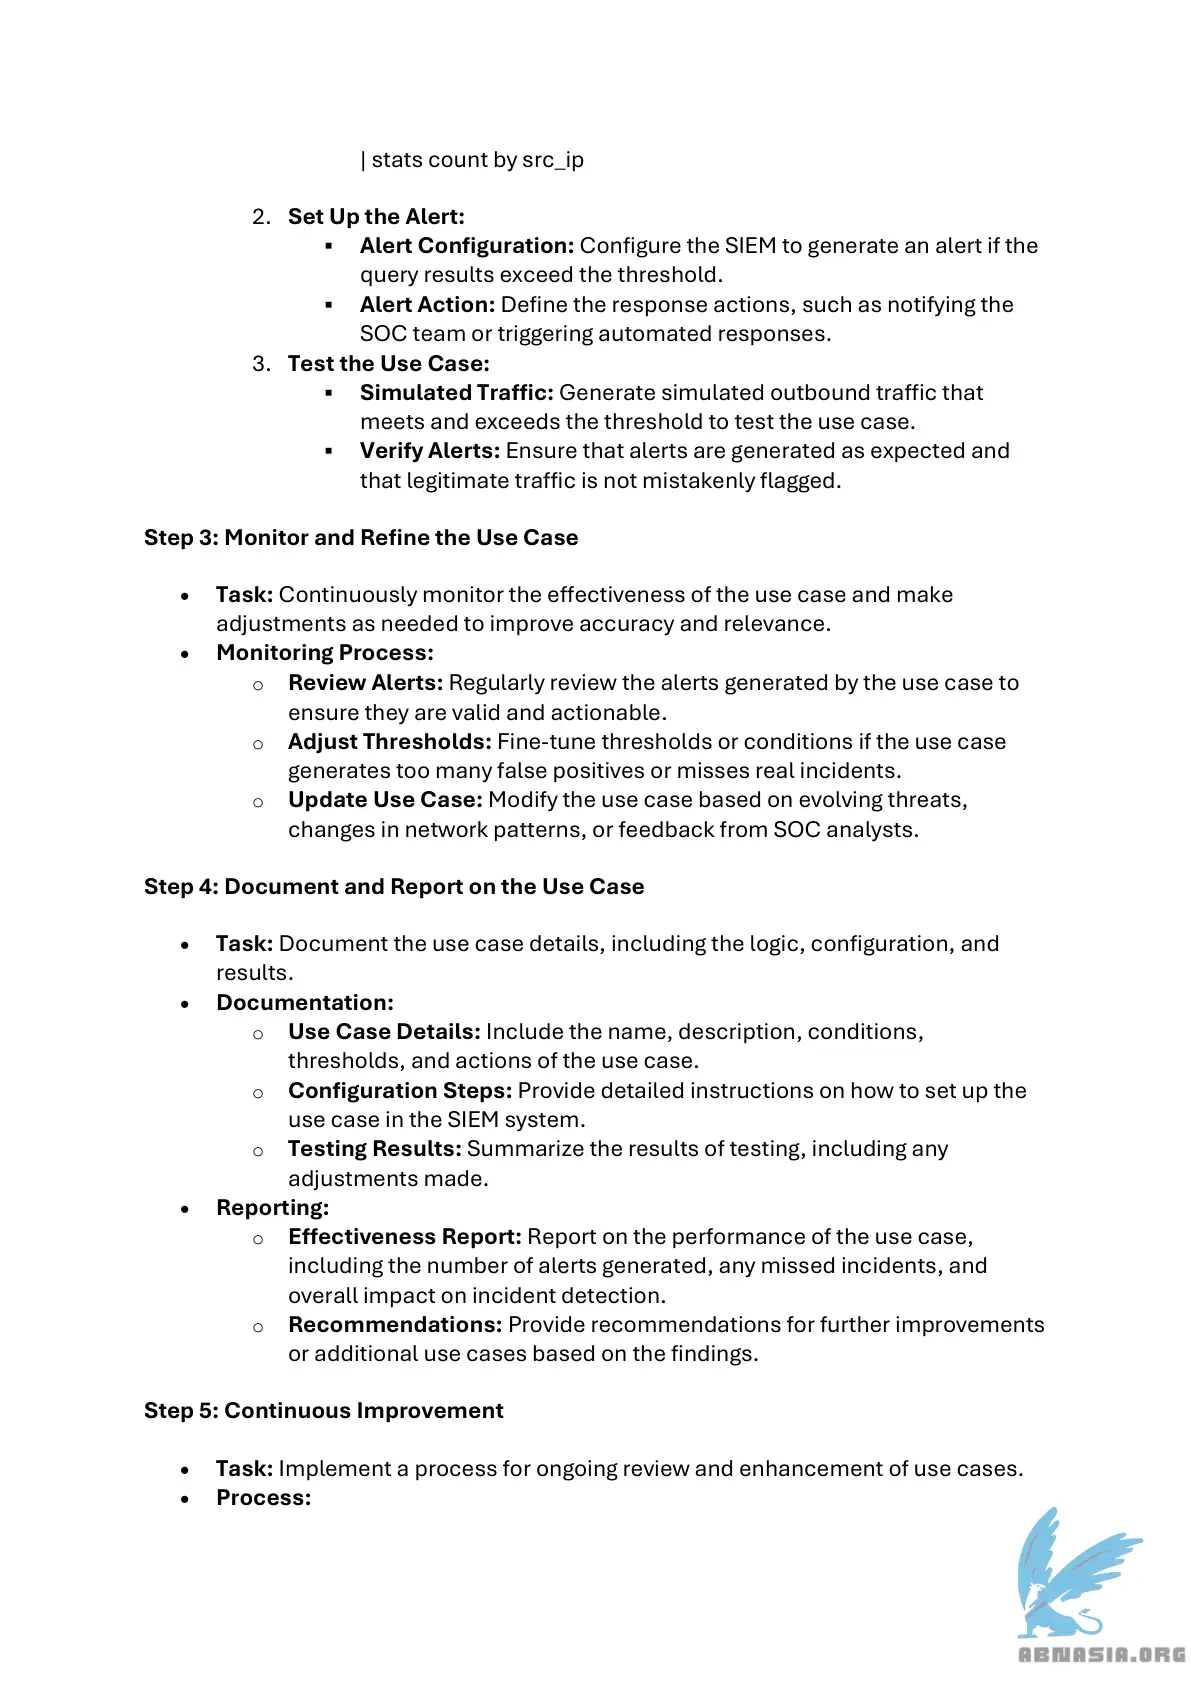 | stats count by src_ip
2. Set Up the Alert:
▪ Alert Configuration: Configure the SIEM to generate an alert if the
query results exceed the threshold.
▪ Alert Action: Define the response actions, such as notifying the
SOC team or triggering automated responses.
3. Test the Use Case:
▪ Simulated Traffic: Generate simulated outbound traffic that
meets and exceeds the threshold to test the use case.
▪ Verify Alerts: Ensure that alerts are generated as expected and
that legitimate traffic is not mistakenly flagged.
Step 3: Monitor and Refine the Use Case
• Task: Continuously monitor the effectiveness of the use case and make
adjustments as needed to improve accuracy and relevance.
• Monitoring Process:
o Review Alerts: Regularly review the alerts generated by the use case to
ensure they are valid and actionable.
o Adjust Thresholds: Fine-tune thresholds or conditions if the use case
generates too many false positives or misses real incidents.
o Update Use Case: Modify the use case based on evolving threats,
changes in network patterns, or feedback from SOC analysts.
Step 4: Document and Report on the Use Case
• Task: Document the use case details, including the logic, configuration, and
results.
• Documentation:
o Use Case Details: Include the name, description, conditions,
thresholds, and actions of the use case.
o Configuration Steps: Provide detailed instructions on how to set up the
use case in the SIEM system.
o Testing Results: Summarize the results of testing, including any
adjustments made.
• Reporting:
o Effectiveness Report: Report on the performance of the use case,
including the number of alerts generated, any missed incidents, and
overall impact on incident detection.
o Recommendations: Provide recommendations for further improvements
or additional use cases based on the findings.
Step 5: Continuous Improvement
• Task: Implement a process for ongoing review and enhancement of use cases.
• Process:
ABNASIA.ORG